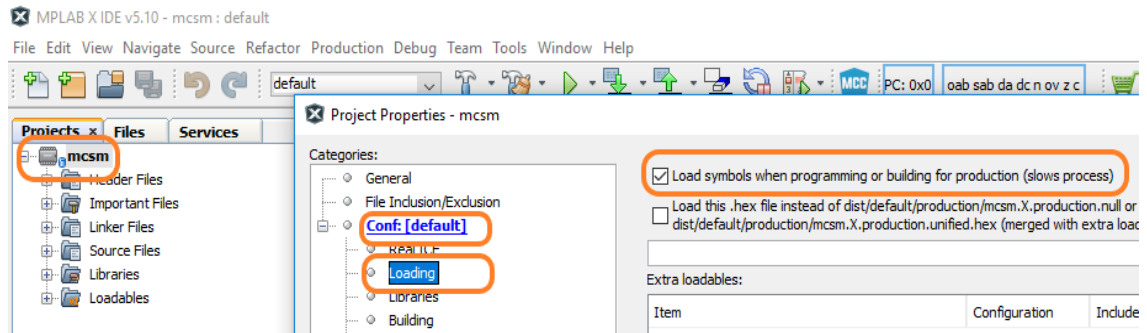 MPLAB X IDE v5.10 - mcsm : default
File Edit View Navigate Source Refactor Production Debug Team Tools Window Help
default
MCC
PC: 0x0
oab sab da dc n ov z c
Projects × Files Services
mcsm
Header Files
Important Files
Linker Files
Source Files
Libraries
Loadables
Project Properties - mcsm
Categories:
General
File Inclusion/Exclusion
Conf: [default]
Real ICE
Loading
Libraries
Building
Load symbols when programming or building for production (slows process)
Load this .hex file instead of dist/default/production/mcsm.X.production.null or
dist/default/production/mcsm.X.production.unified.hex (merged with extra load
Extra loadables:
Item Configuration Include